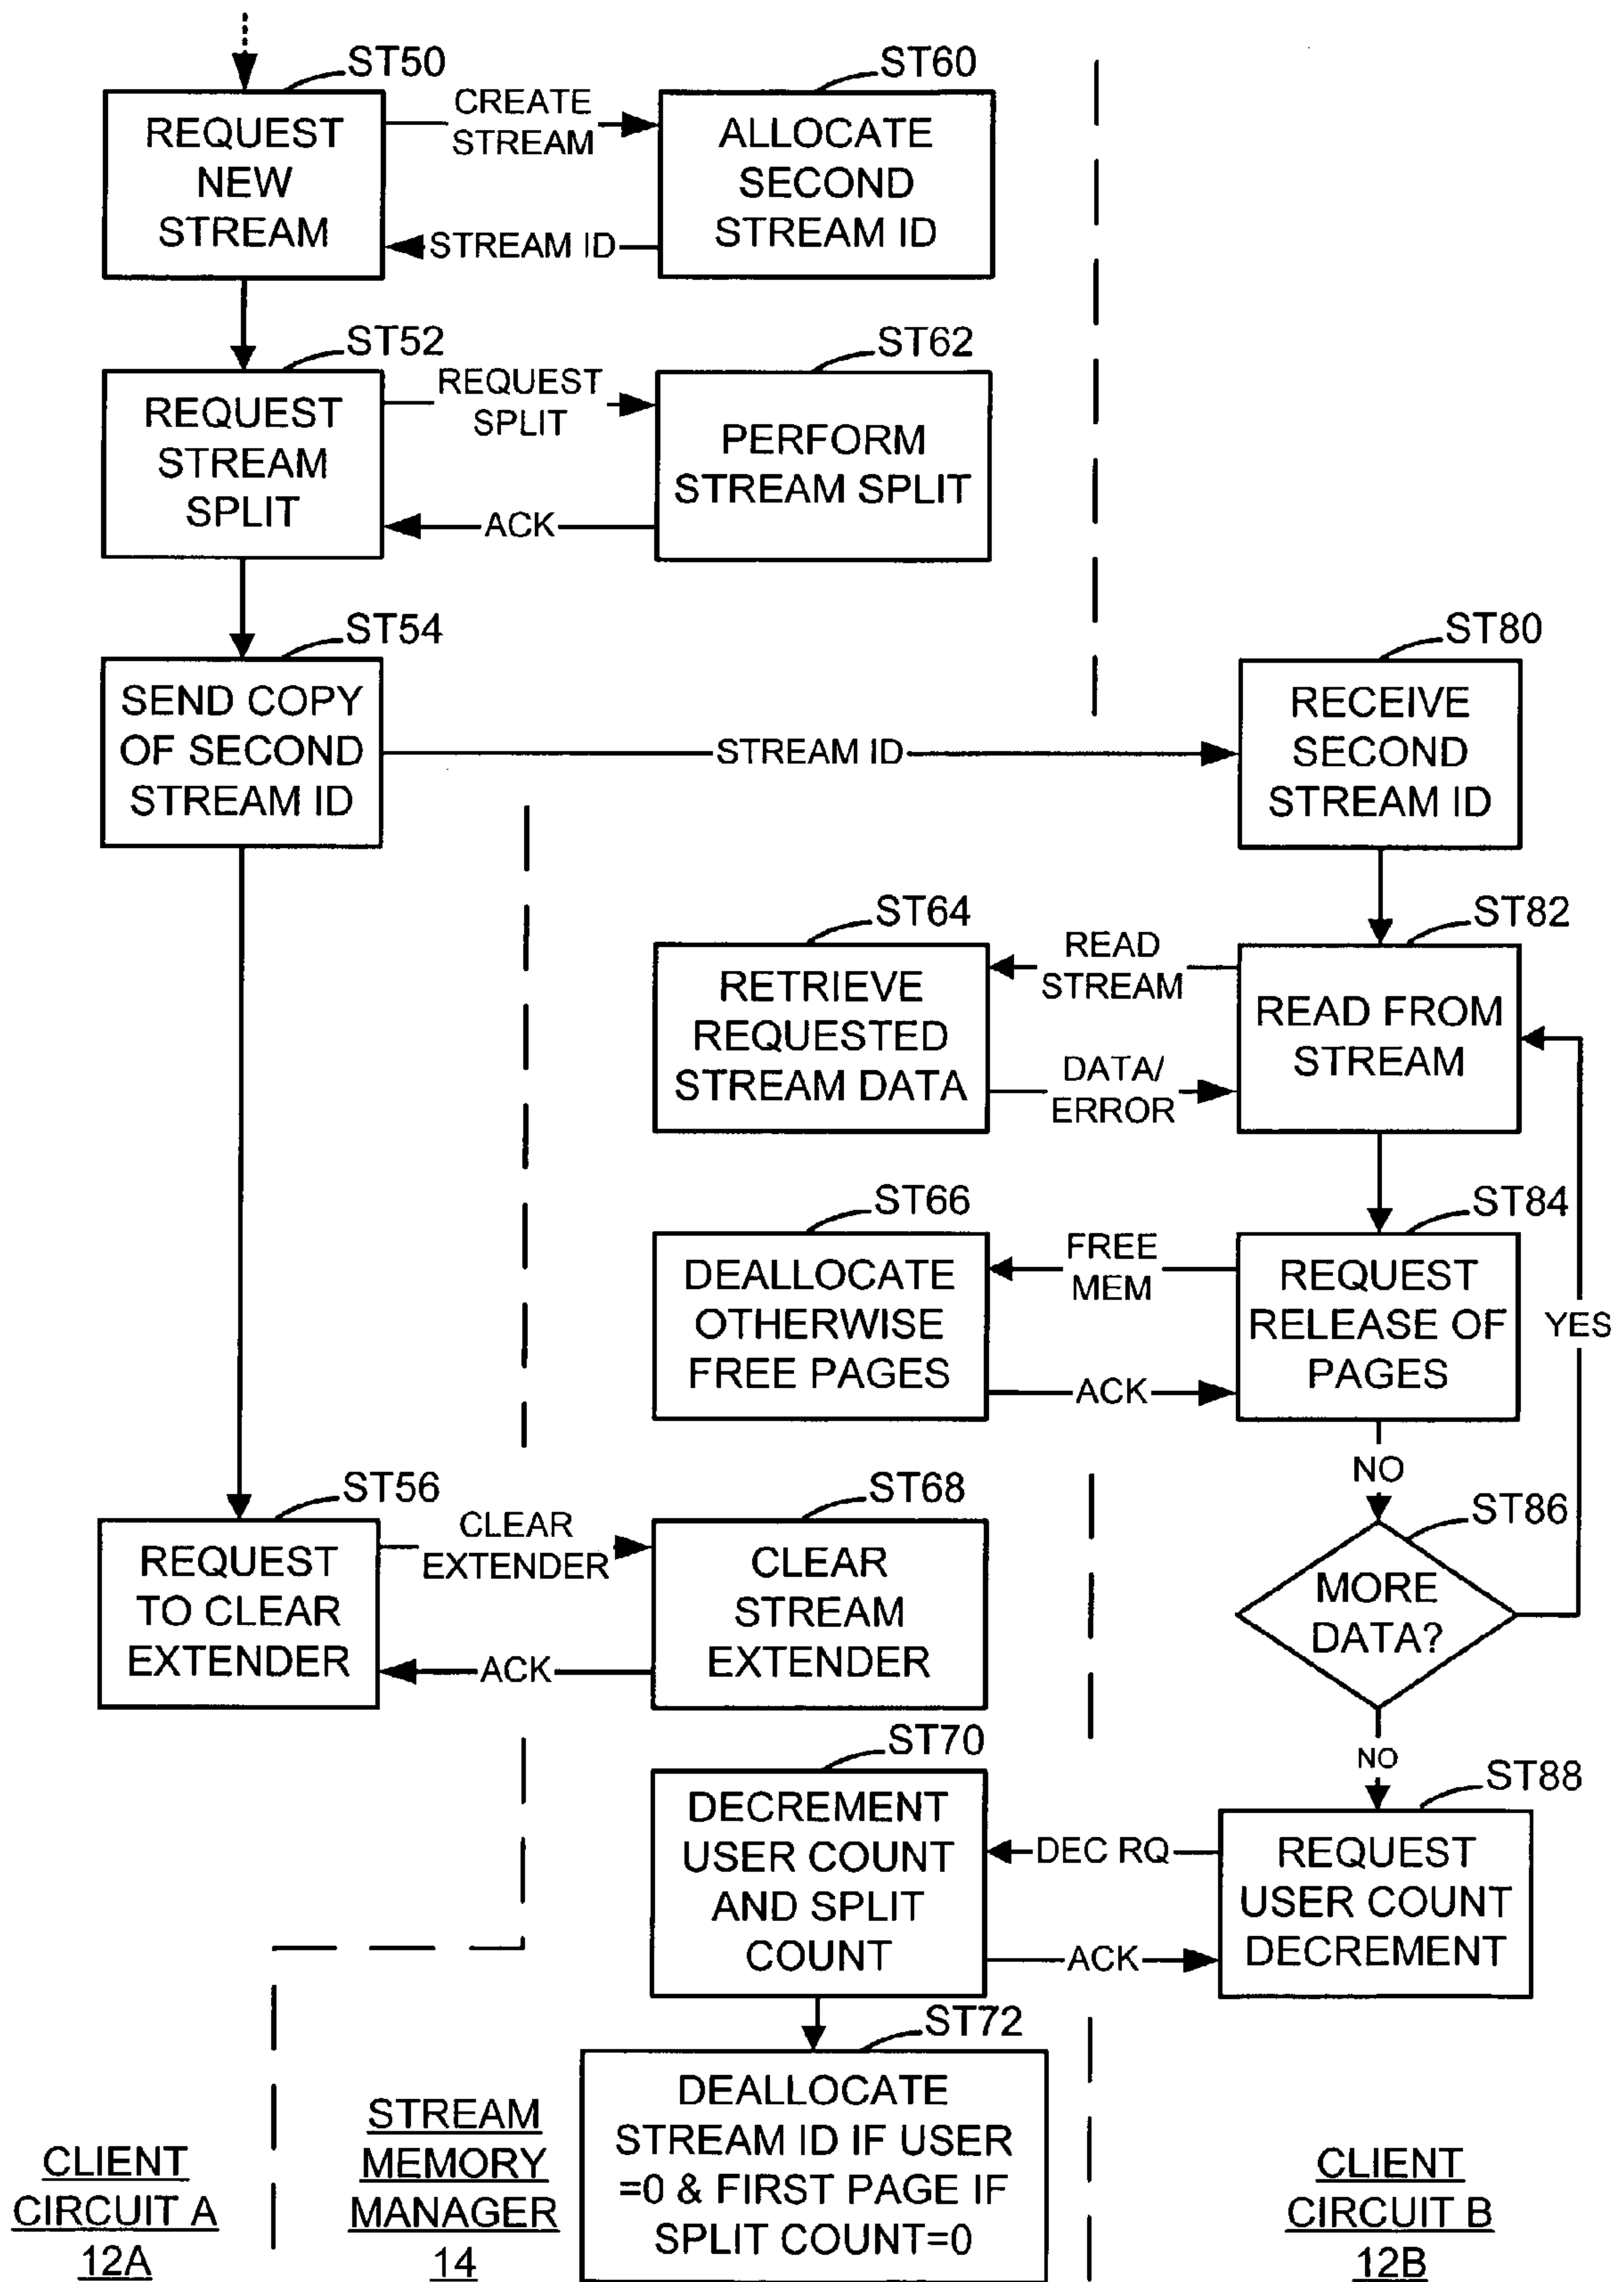 ST50
REQUEST
NEW
STREAM
CREATE
STREAM
STREAM ID
ST60
ALLOCATE
SECOND
STREAM ID
ST52
REQUEST
STREAM
SPLIT
REQUEST
SPLIT
ACK
ST62
PERFORM
STREAM SPLIT
ST54
SEND COPY
OF SECOND
STREAM ID
STREAM ID
ST80
RECEIVE
SECOND
STREAM ID
ST64
RETRIEVE
REQUESTED
STREAM DATA
READ
STREAM
DATA/
ERROR
ST82
READ FROM
STREAM
ST66
DEALLOCATE
OTHERWISE
FREE PAGES
FREE
MEM
ACK
ST84
REQUEST
RELEASE OF
PAGES
YES
NO
ST56
REQUEST
TO CLEAR
EXTENDER
CLEAR
EXTENDER
ACK
ST68
CLEAR
STREAM
EXTENDER
ST86
MORE
DATA?
NO
ST70
DECREMENT
USER COUNT
AND SPLIT
COUNT
DEC RQ
ACK
ST88
REQUEST
USER COUNT
DECREMENT
ST72
DEALLOCATE
STREAM ID IF USER
=0 & FIRST PAGE IF
SPLIT COUNT=0
CLIENT
CIRCUIT A
12A
STREAM
MEMORY
MANAGER
14
CLIENT
CIRCUIT B
12B